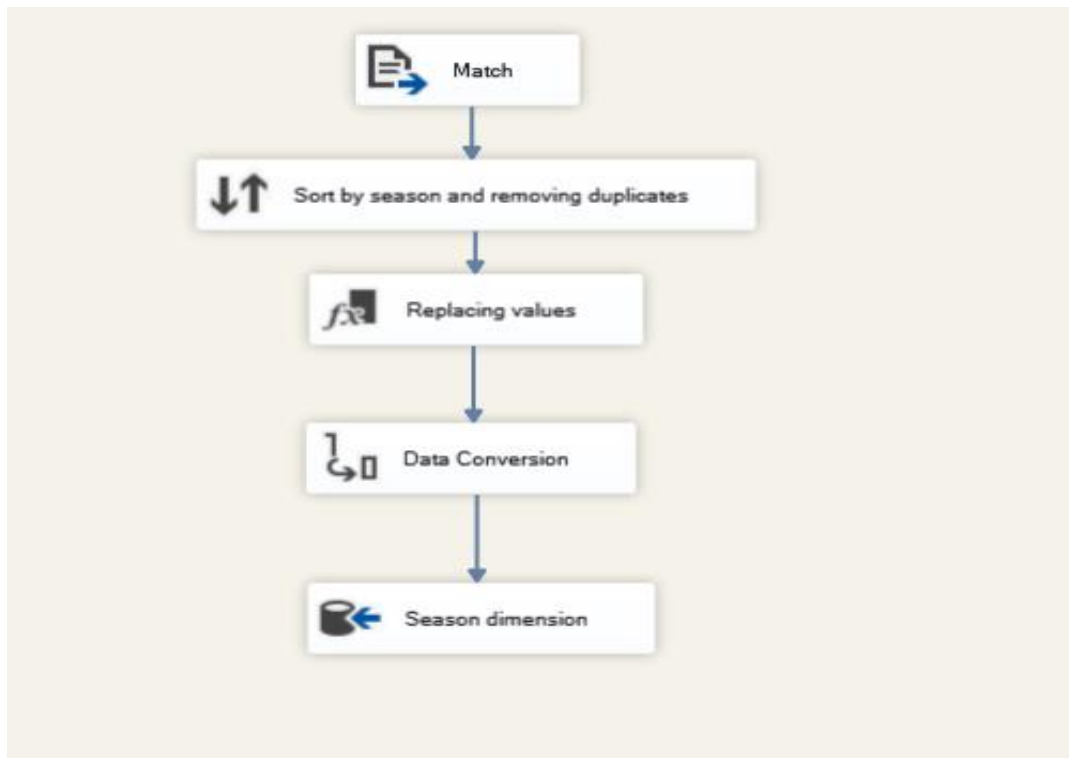 Match
Sort by season and removing duplicates
Replacing values
Data Conversion
Season dimension